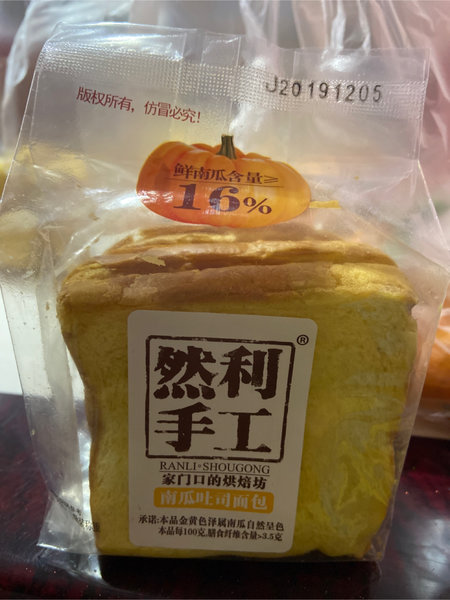 J20191205
版权所有，仿冒必究！
鲜南瓜含量≥
16%
然利®
手工
RANLI·SHOUGONG
家门口的烘焙坊
南瓜吐司面包
承诺:本品金黄色泽属南瓜自然呈色
本品每100克,膳食纤维含量>3.5克